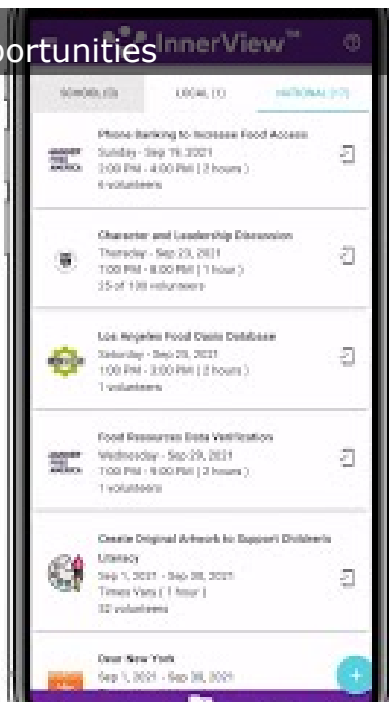 portunities
InnerView™
SCHOOL (0) LOCAL (1) NATIONAL (17)
Phone Banking to Increase Food Access
Sunday - Sep 19, 2021
2:00 PM - 4:00 PM ( 2 hours )
6 volunteers
Character and Leadership Discussion
Thursday - Sep 23, 2021
7:00 PM - 8:00 PM ( 1 hour )
25 of 100 volunteers
Los Angeles Food Oasis Database
Saturday - Sep 25, 2021
1:00 PM - 3:00 PM ( 2 hours )
1 volunteers
Food Resources Data Verification
Wednesday - Sep 29, 2021
7:00 PM - 9:00 PM ( 2 hours )
1 volunteers
Create Original Artwork to Support Children's
Literacy
Sep 1, 2021 - Sep 30, 2021
Times Vary ( 1 hour )
32 volunteers
Dear New York
Sep 1, 2021 - Sep 30, 2021